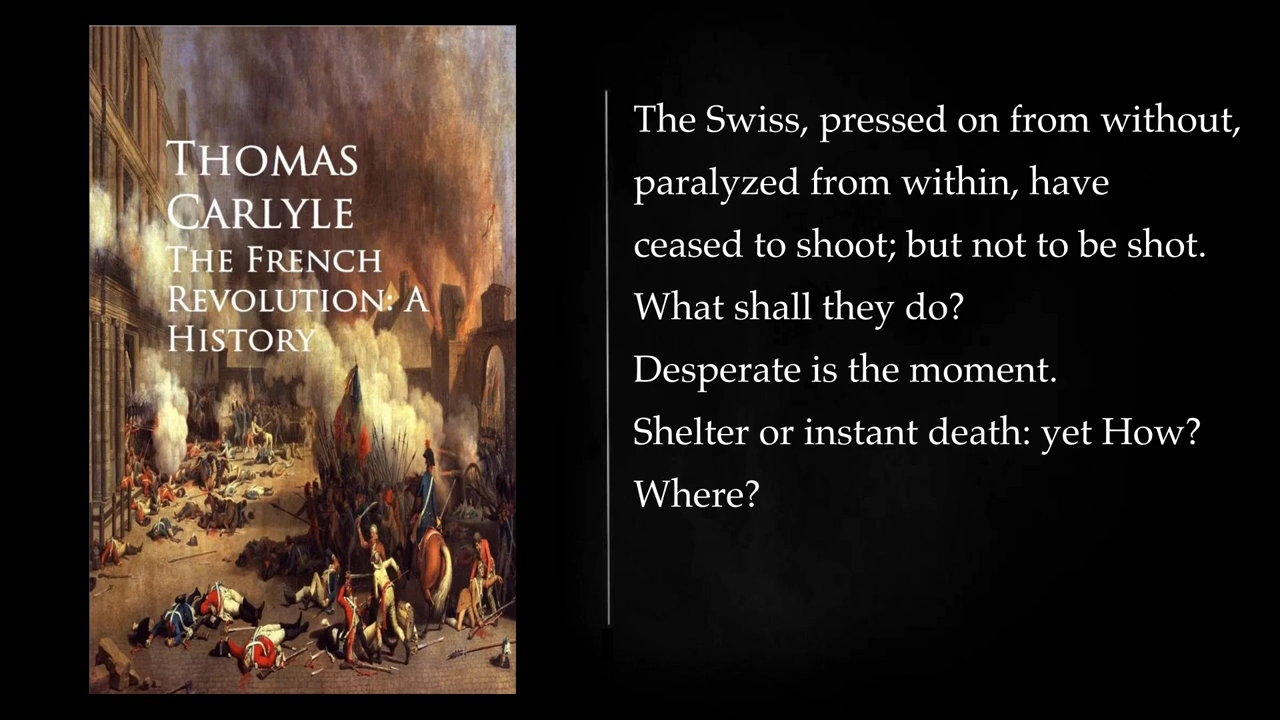 THOMAS
CARLYLE
THE FRENCH
REVOLUTION: A
HISTORY
The Swiss, pressed on from without,
paralyzed from within, have
ceased to shoot; but not to be shot.
What shall they do?
Desperate is the moment.
Shelter or instant death: yet How?
Where?